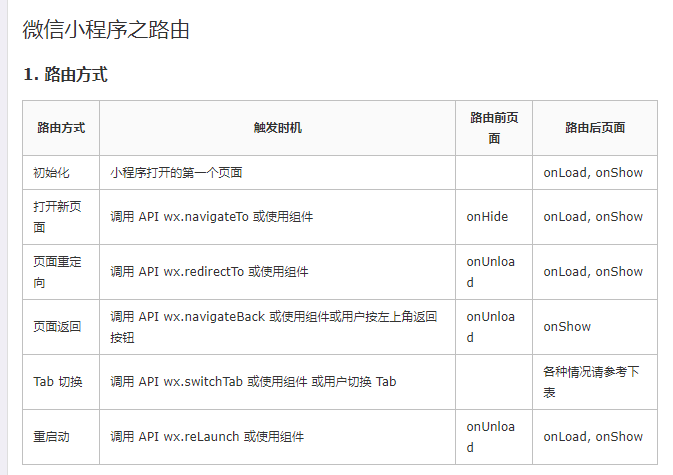 微信小程序之路由
1. 路由方式
路由方式 触发时机 路由前页
面 路由后页面
初始化 小程序打开的第一个页面 onLoad, onShow
打开新页
面 调用 API wx.navigateTo 或使用组件 onHide onLoad, onShow
页面重定
向 调用 API wx.redirectTo 或使用组件 onUnloa
d onLoad, onShow
页面返回 调用 API wx.navigateBack 或使用组件或用户按左上角返回
按钮 onUnloa
d onShow
Tab 切换 调用 API wx.switchTab 或使用组件 或用户切换 Tab 各种情况请参考下
表
重启动 调用 API wx.reLaunch 或使用组件 onUnloa
d onLoad, onShow